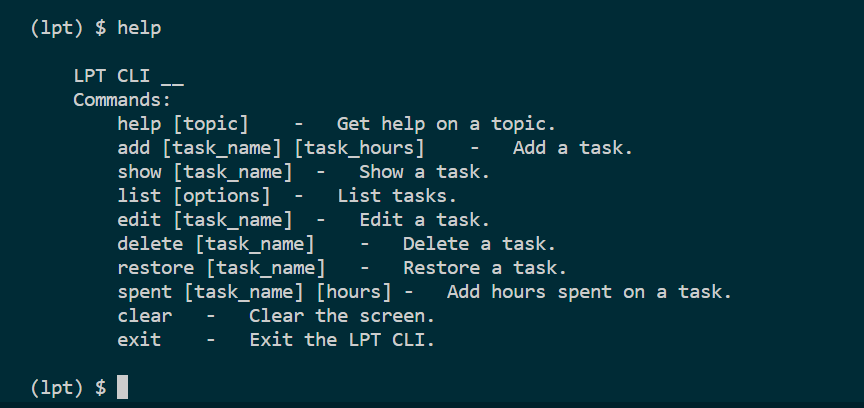 (lpt) $ help
LPT CLI __
Commands:
help [topic]    -   Get help on a topic.
add [task_name] [task_hours]    -   Add a task.
show [task_name]  -   Show a task.
list [options]  -   List tasks.
edit [task_name]  -   Edit a task.
delete [task_name]    -   Delete a task.
restore [task_name]   -   Restore a task.
spent [task_name] [hours] -   Add hours spent on a task.
clear   -   Clear the screen.
exit    -   Exit the LPT CLI.
(lpt) $